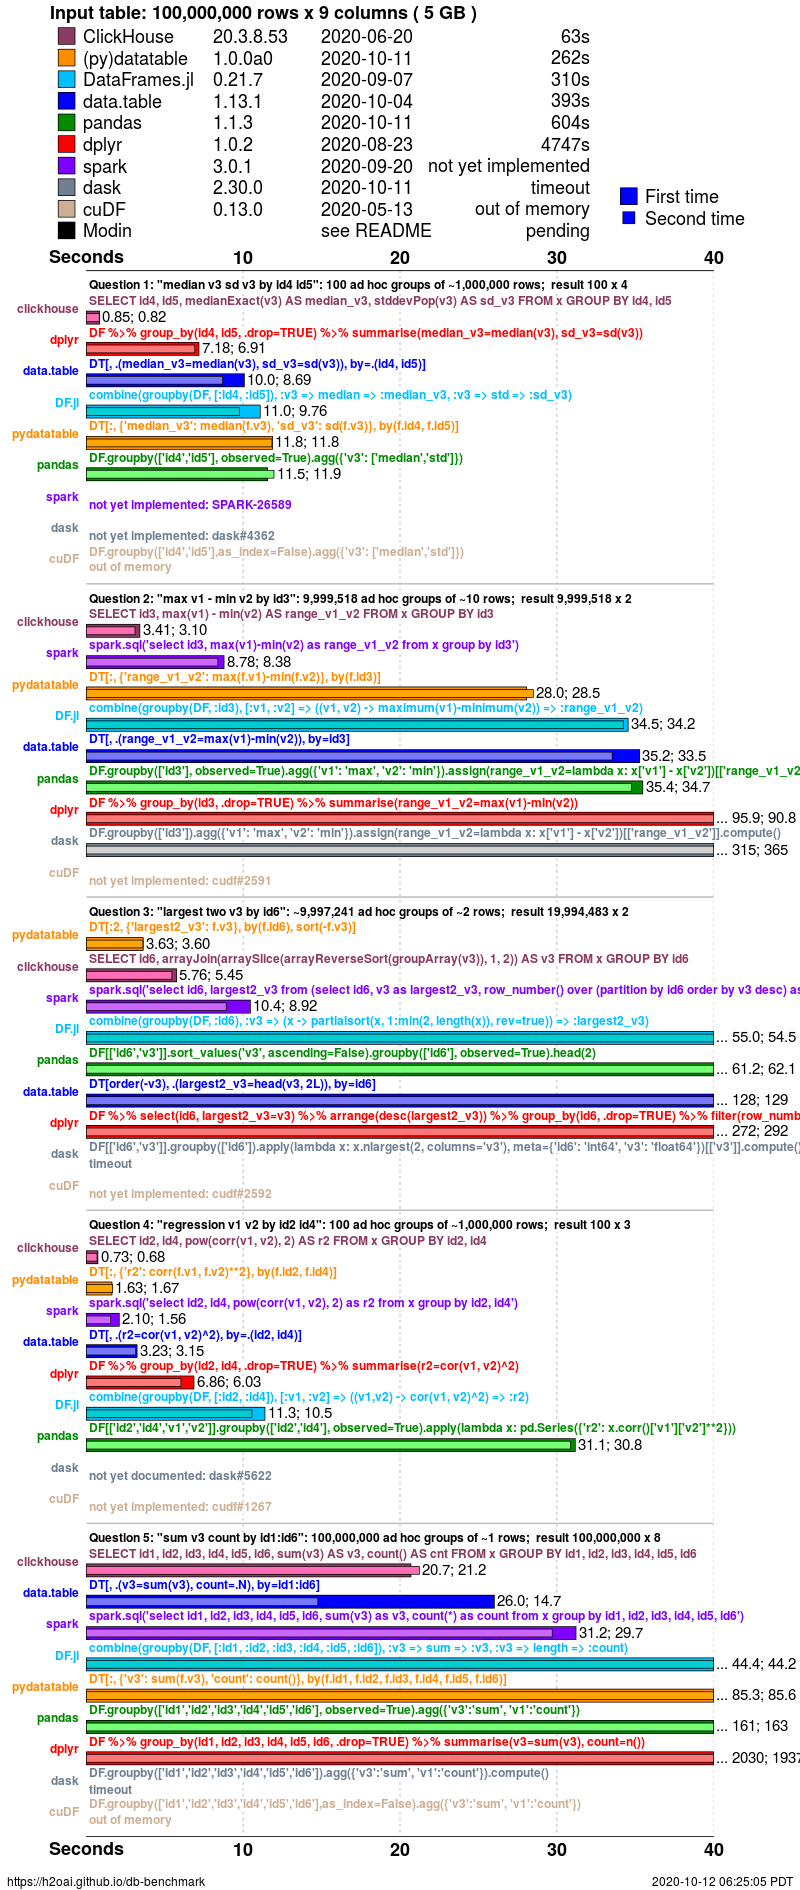 Input table: 100,000,000 rows x 9 columns ( 5 GB )
ClickHouse 20.3.8.53 2020-06-20 63s
(py)datatable 1.0.0a0 2020-10-11 262s
DataFrames.jl 0.21.7 2020-09-07 310s
data.table 1.13.1 2020-10-04 393s
pandas 1.1.3 2020-10-11 604s
dplyr 1.0.2 2020-08-23 4747s
spark 3.0.1 2020-09-20 not yet implemented
dask 2.30.0 2020-10-11 timeout
cuDF 0.13.0 2020-05-13 out of memory
Modin see README pending
First time
Second time
Seconds 10 20 30 40
Question 1: "median v3 sd v3 by id4 id5": 100 ad hoc groups of ~1,000,000 rows; result 100 x 4
SELECT id4, id5, medianExact(v3) AS median_v3, stddevPop(v3) AS sd_v3 FROM x GROUP BY id4, id5
clickhouse 0.85; 0.82
DF %>% group_by(id4, id5, .drop=TRUE) %>% summarise(median_v3=median(v3), sd_v3=sd(v3))
dplyr 7.18; 6.91
DT[, .(median_v3=median(v3), sd_v3=sd(v3)), by=.(id4, id5)]
data.table 10.0; 8.69
combine(groupby(DF, [:id4, :id5]), :v3 => median => :median_v3, :v3 => std => :sd_v3)
DF.jl 11.0; 9.76
DT[:, {'median_v3': median(f.v3), 'sd_v3': sd(f.v3)}, by(f.id4, f.id5)]
pydatatable 11.8; 11.8
DF.groupby(['id4','id5'], observed=True).agg({'v3': ['median','std']})
pandas 11.5; 11.9
spark not yet implemented: SPARK-26589
dask not yet implemented: dask#4362
DF.groupby(['id4','id5'],as_index=False).agg({'v3': ['median','std']})
cuDF out of memory
Question 2: "max v1 - min v2 by id3": 9,999,518 ad hoc groups of ~10 rows; result 9,999,518 x 2
SELECT id3, max(v1) - min(v2) AS range_v1_v2 FROM x GROUP BY id3
clickhouse 3.41; 3.10
spark.sql('select id3, max(v1)-min(v2) as range_v1_v2 from x group by id3')
spark 8.78; 8.38
DT[:, {'range_v1_v2': max(f.v1)-min(f.v2)}, by(f.id3)]
pydatatable 28.0; 28.5
combine(groupby(DF, :id3), [:v1, :v2] => ((v1, v2) -> maximum(v1)-minimum(v2)) => :range_v1_v2)
DF.jl 34.5; 34.2
DT[, .(range_v1_v2=max(v1)-min(v2)), by=id3]
data.table 35.2; 33.5
DF.groupby(['id3'], observed=True).agg({'v1': 'max', 'v2': 'min'}).assign(range_v1_v2=lambda x: x['v1'] - x['v2'])[['range_v1_v2
pandas 35.4; 34.7
DF %>% group_by(id3, .drop=TRUE) %>% summarise(range_v1_v2=max(v1)-min(v2))
dplyr ... 95.9; 90.8
DF.groupby(['id3']).agg({'v1': 'max', 'v2': 'min'}).assign(range_v1_v2=lambda x: x['v1'] - x['v2'])[['range_v1_v2']].compute()
dask ... 315; 365
cuDF not yet implemented: cudf#2591
Question 3: "largest two v3 by id6": ~9,997,241 ad hoc groups of ~2 rows; result 19,994,483 x 2
DT[:2, {'largest2_v3': f.v3}, by(f.id6), sort(-f.v3)]
pydatatable 3.63; 3.60
SELECT id6, arrayJoin(arraySlice(arrayReverseSort(groupArray(v3)), 1, 2)) AS v3 FROM x GROUP BY id6
clickhouse 5.76; 5.45
spark.sql('select id6, largest2_v3 from (select id6, v3 as largest2_v3, row_number() over (partition by id6 order by v3 desc) as
spark 10.4; 8.92
combine(groupby(DF, :id6), :v3 => (x -> partialsort(x, 1:min(2, length(x)), rev=true)) => :largest2_v3)
DF.jl ... 55.0; 54.5
DF[['id6','v3']].sort_values('v3', ascending=False).groupby(['id6'], observed=True).head(2)
pandas ... 61.2; 62.1
DT[order(-v3), .(largest2_v3=head(v3, 2L)), by=id6]
data.table ... 128; 129
DF %>% select(id6, largest2_v3=v3) %>% arrange(desc(largest2_v3)) %>% group_by(id6, .drop=TRUE) %>% filter(row_numb
dplyr ... 272; 292
DF[['id6','v3']].groupby(['id6']).apply(lambda x: x.nlargest(2, columns='v3'), meta={'id6': 'int64', 'v3': 'float64'})[['v3']].compute()
dask timeout
cuDF not yet implemented: cudf#2592
Question 4: "regression v1 v2 by id2 id4": 100 ad hoc groups of ~1,000,000 rows; result 100 x 3
SELECT id2, id4, pow(corr(v1, v2), 2) AS r2 FROM x GROUP BY id2, id4
clickhouse 0.73; 0.68
DT[:, {'r2': corr(f.v1, f.v2)**2}, by(f.id2, f.id4)]
pydatatable 1.63; 1.67
spark.sql('select id2, id4, pow(corr(v1, v2), 2) as r2 from x group by id2, id4')
spark 2.10; 1.56
DT[, .(r2=cor(v1, v2)^2), by=.(id2, id4)]
data.table 3.23; 3.15
DF %>% group_by(id2, id4, .drop=TRUE) %>% summarise(r2=cor(v1, v2)^2)
dplyr 6.86; 6.03
combine(groupby(DF, [:id2, :id4]), [:v1, :v2] => ((v1,v2) -> cor(v1, v2)^2) => :r2)
DF.jl 11.3; 10.5
DF[['id2','id4','v1','v2']].groupby(['id2','id4'], observed=True).apply(lambda x: pd.Series({'r2': x.corr()['v1']['v2']**2}))
pandas 31.1; 30.8
dask not yet documented: dask#5622
cuDF not yet implemented: cudf#1267
Question 5: "sum v3 count by id1:id6": 100,000,000 ad hoc groups of ~1 rows; result 100,000,000 x 8
SELECT id1, id2, id3, id4, id5, id6, sum(v3) AS v3, count() AS cnt FROM x GROUP BY id1, id2, id3, id4, id5, id6
clickhouse 20.7; 21.2
DT[, .(v3=sum(v3), count=.N), by=id1:id6]
data.table 26.0; 14.7
spark.sql('select id1, id2, id3, id4, id5, id6, sum(v3) as v3, count(*) as count from x group by id1, id2, id3, id4, id5, id6')
spark 31.2; 29.7
combine(groupby(DF, [:id1, :id2, :id3, :id4, :id5, :id6]), :v3 => sum => :v3, :v3 => length => :count)
DF.jl ... 44.4; 44.2
DT[:, {'v3': sum(f.v3), 'count': count()}, by(f.id1, f.id2, f.id3, f.id4, f.id5, f.id6)]
pydatatable ... 85.3; 85.6
DF.groupby(['id1','id2','id3','id4','id5','id6'], observed=True).agg({'v3':'sum', 'v1':'count'})
pandas ... 161; 163
DF %>% group_by(id1, id2, id3, id4, id5, id6, .drop=TRUE) %>% summarise(v3=sum(v3), count=n())
dplyr ... 2030; 1937
DF.groupby(['id1','id2','id3','id4','id5','id6']).agg({'v3':'sum', 'v1':'count'}).compute()
dask timeout
DF.groupby(['id1','id2','id3','id4','id5','id6'],as_index=False).agg({'v3':'sum', 'v1':'count'})
cuDF out of memory
Seconds 10 20 30 40
https://h2oai.github.io/db-benchmark 2020-10-12 06:25:05 PDT